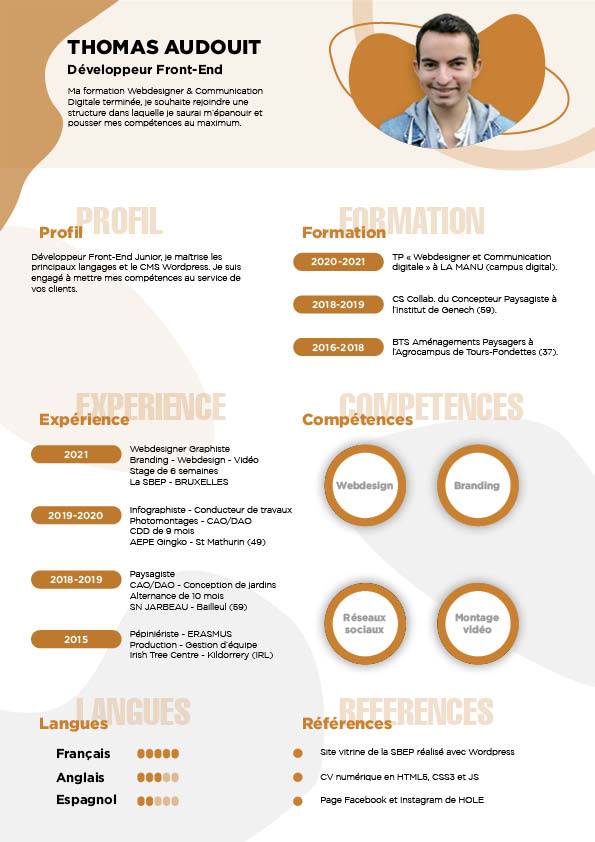 THOMAS AUDOUIT
Développeur Front-End
Ma formation Webdesigner & Communication
Digitale terminée, je souhaite rejoindre une
structure dans laquelle je saurai m'épanouir et
pousser mes compétences au maximum.
PROFIL
Profil
Développeur Front-End Junior, je maîtrise les
principaux langages et le CMS Wordpress. Je suis
engagé à mettre mes compétences au service de
vos clients.
FORMATION
Formation
2020-2021
TP « Webdesigner et Communication
digitale » à LA MANU (campus digital).
2018-2019
CS Collab. du Concepteur Paysagiste à
l'Institut de Genech (59).
2016-2018
BTS Aménagements Paysagers à
l'Agrocampus de Tours-Fondettes (37).
EXPERIENCE
Expérience
2021
Webdesigner Graphiste
Branding - Webdesign - Vidéo
Stage de 6 semaines
La SBEP - BRUXELLES
2019-2020
Infographiste - Conducteur de travaux
Photomontages - CAO/DAO
CDD de 9 mois
AEPE Gingko - St Mathurin (49)
2018-2019
Paysagiste
CAO/DAO - Conception de jardins
Alternance de 10 mois
SN JARBEAU - Bailleul (59)
2015
Pépiniériste - ERASMUS
Production - Gestion d'équipe
Irish Tree Centre - Kildorrery (IRL)
COMPETENCES
Compétences
Webdesign
Branding
Réseaux
sociaux
Montage
vidéo
LANGUES
Langues
Français
Anglais
Espagnol
REFERENCES
Références
Site vitrine de la SBEP réalisé avec Wordpress
CV numérique en HTML5, CSS3 et JS
Page Facebook et Instagram de HOLE